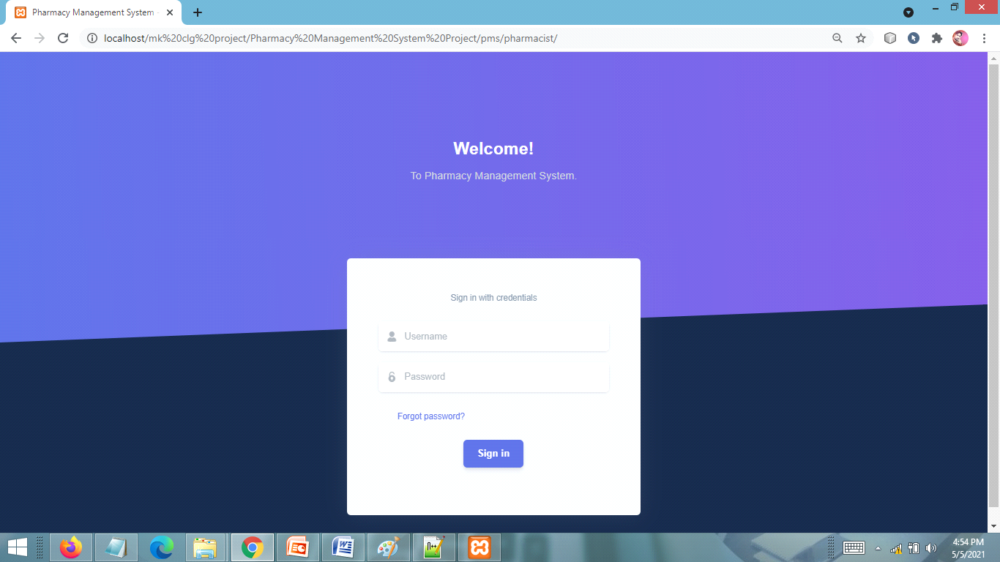 Pharmacy Management System
localhost/mk%20clg%20project/Pharmacy%20Management%20System%20Project/pms/pharmacist/
Welcome!
To Pharmacy Management System.
Sign in with credentials
Username
Password
Forgot password?
Sign in
4:54 PM
5/5/2021